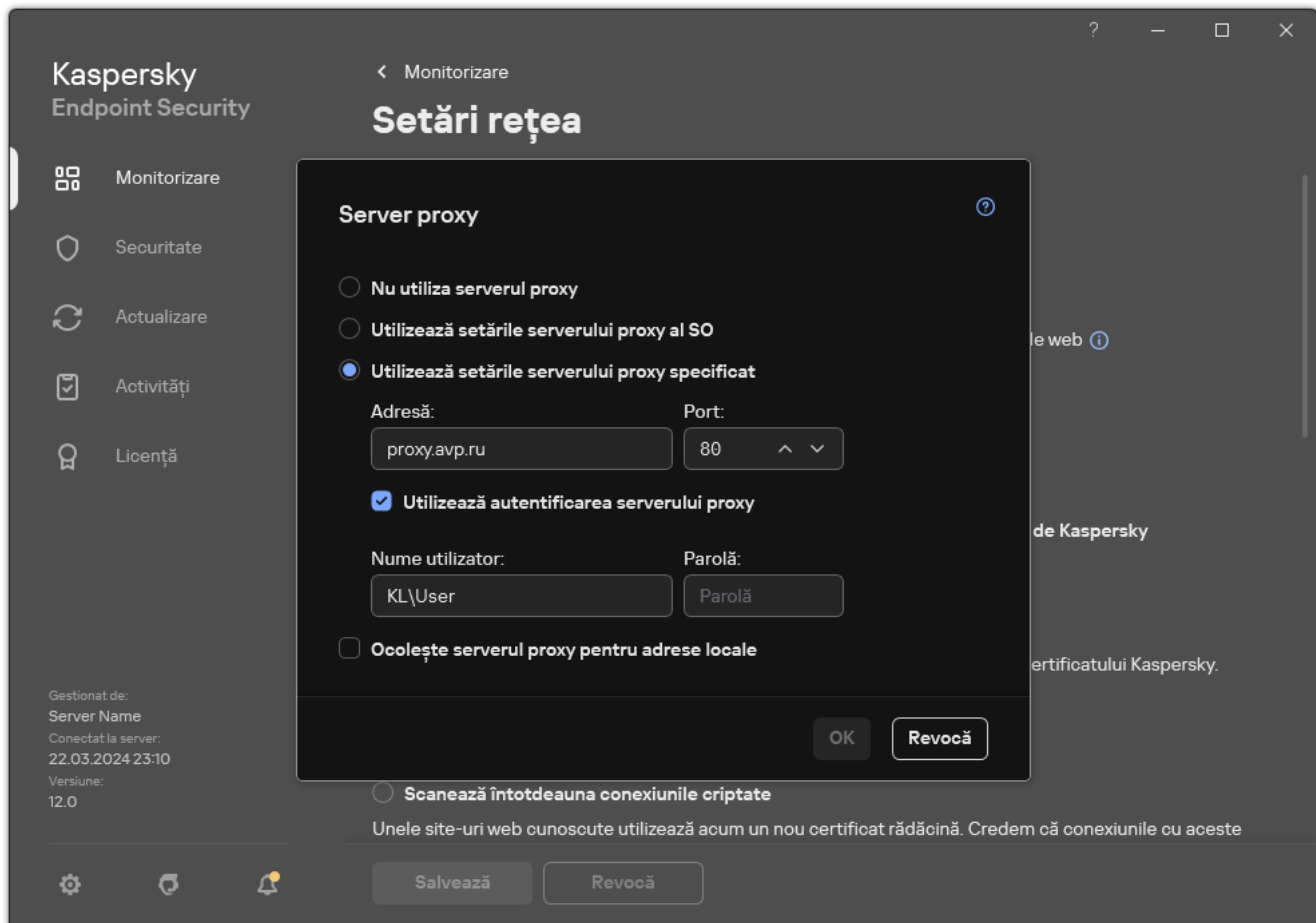 Kaspersky
Endpoint Security
Monitorizare
Securitate
Actualizare
Activități
Licență
Gestionat de:
Server Name
Conectat la server:
22.03.2024 23:10
Versiune:
12.0
Monitorizare
Setări rețea
Server proxy
Nu utiliza serverul proxy
Utilizează setările serverului proxy al SO
Utilizează setările serverului proxy specificat
Adresă: Port:
proxy.avp.ru 80
Utilizează autentificarea serverului proxy
Nume utilizator: Parolă:
KL\User Parolă
Ocolește serverul proxy pentru adrese locale
OK Revocă
le web
de Kaspersky
ertificatului Kaspersky.
Scanează întotdeauna conexiunile criptate
Unele site-uri web cunoscute utilizează acum un nou certificat rădăcină. Credem că conexiunile cu aceste
Salvează Revocă